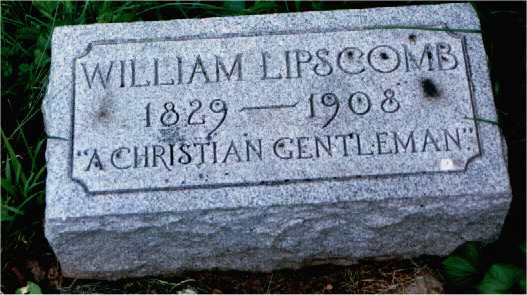 WILLIAM LIPSCOMB
1829 — 1908
"A CHRISTIAN GENTLEMAN."